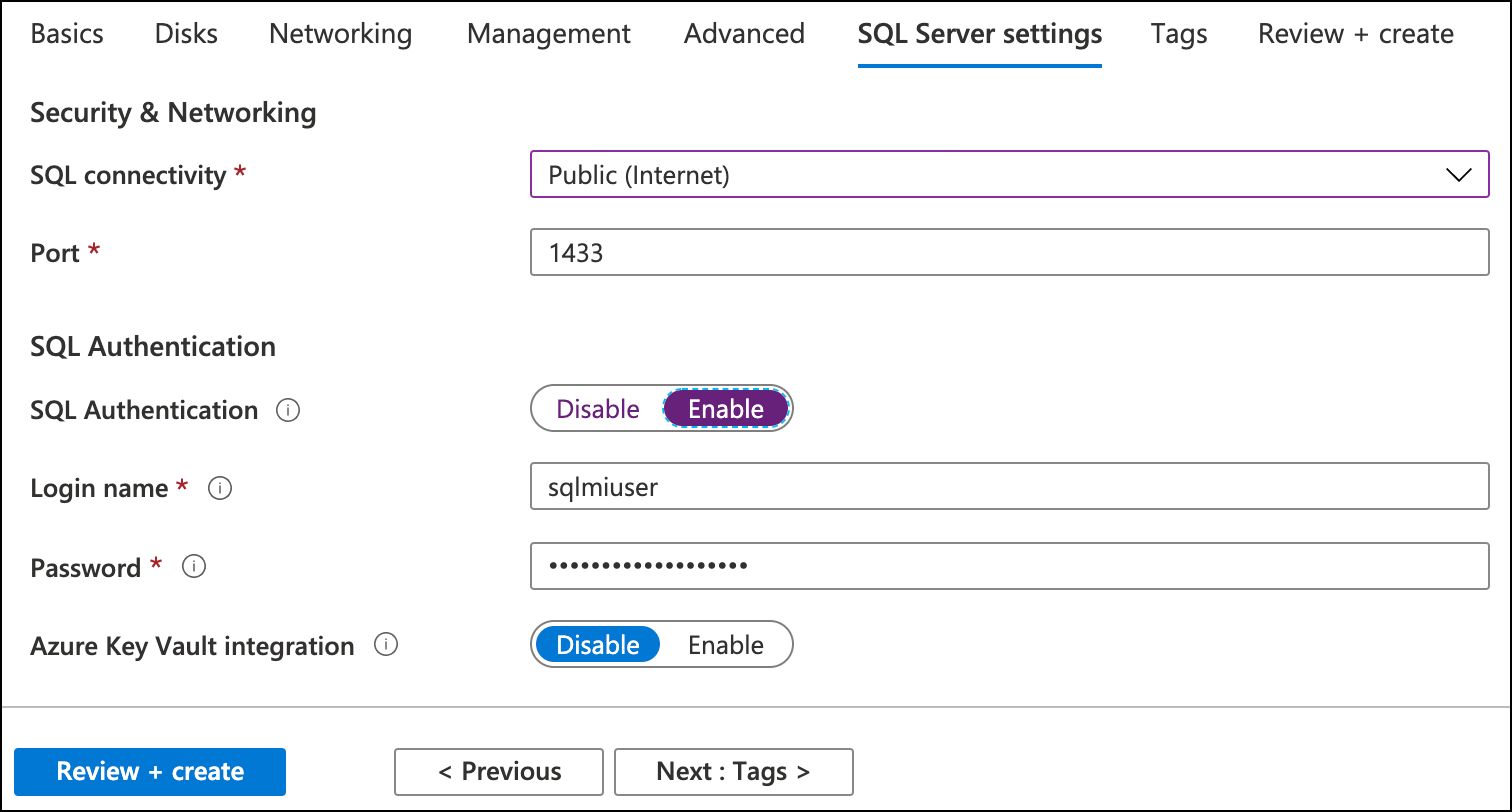 Basics Disks Networking Management Advanced SQL Server settings Tags Review + create
Security & Networking
SQL connectivity * Public (Internet)
Port * 1433
SQL Authentication
SQL Authentication i Disable Enable
Login name * i sqlmiuser
Password * i •••••••••••••••••••
Azure Key Vault integration i Disable Enable
Review + create < Previous Next : Tags >